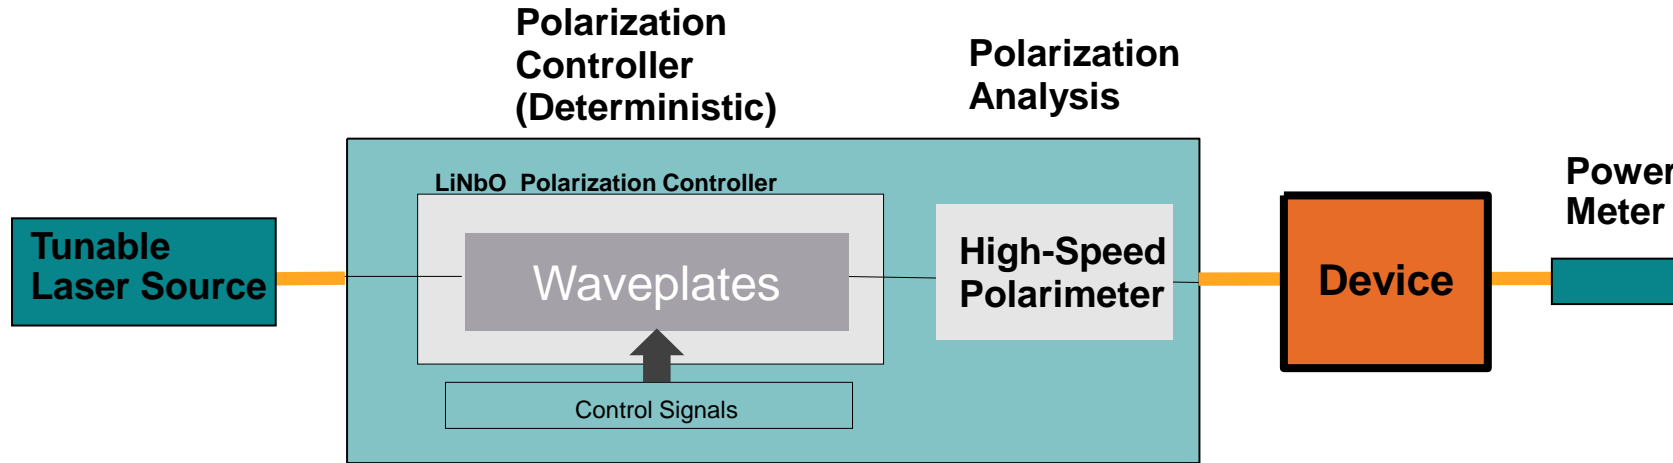 Polarization
Controller
(Deterministic)
Polarization
Analysis
LiNbO Polarization Controller
Tunable
Laser Source
Waveplates
High-Speed
Polarimeter
Control Signals
Device
Power
Meter